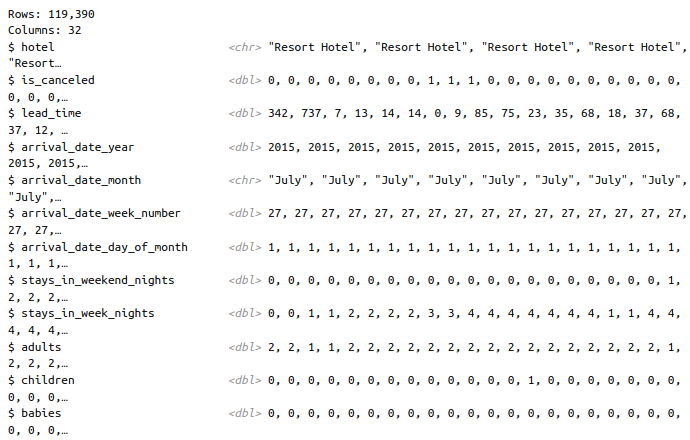 Rows: 119,390
Columns: 32
$ hotel <chr> "Resort Hotel", "Resort Hotel", "Resort Hotel", "Resort Hotel",
"Resort…
$ is_canceled <dbl> 0, 0, 0, 0, 0, 0, 0, 0, 1, 1, 1, 0, 0, 0, 0, 0, 0, 0, 0, 0, 0,
0, 0, 0,…
$ lead_time <dbl> 342, 737, 7, 13, 14, 14, 0, 9, 85, 75, 23, 35, 68, 18, 37, 68,
37, 12, …
$ arrival_date_year <dbl> 2015, 2015, 2015, 2015, 2015, 2015, 2015, 2015, 2015, 2015,
2015, 2015,…
$ arrival_date_month <chr> "July", "July", "July", "July", "July", "July", "July", "July",
"July",…
$ arrival_date_week_number <dbl> 27, 27, 27, 27, 27, 27, 27, 27, 27, 27, 27, 27, 27, 27, 27, 27,
27, 27,…
$ arrival_date_day_of_month <dbl> 1, 1, 1, 1, 1, 1, 1, 1, 1, 1, 1, 1, 1, 1, 1, 1, 1, 1, 1, 1, 1,
1, 1, 1,…
$ stays_in_weekend_nights <dbl> 0, 0, 0, 0, 0, 0, 0, 0, 0, 0, 0, 0, 0, 0, 0, 0, 0, 0, 0, 0, 1,
2, 2, 2,…
$ stays_in_week_nights <dbl> 0, 0, 1, 1, 2, 2, 2, 2, 3, 3, 4, 4, 4, 4, 4, 4, 4, 1, 1, 4, 4,
4, 4, 4,…
$ adults <dbl> 2, 2, 1, 1, 2, 2, 2, 2, 2, 2, 2, 2, 2, 2, 2, 2, 2, 2, 2, 2, 1,
2, 2, 2,…
$ children <dbl> 0, 0, 0, 0, 0, 0, 0, 0, 0, 0, 0, 0, 0, 1, 0, 0, 0, 0, 0, 0, 0,
0, 0, 0,…
$ babies <dbl> 0, 0, 0, 0, 0, 0, 0, 0, 0, 0, 0, 0, 0, 0, 0, 0, 0, 0, 0, 0, 0,
0, 0, 0,…